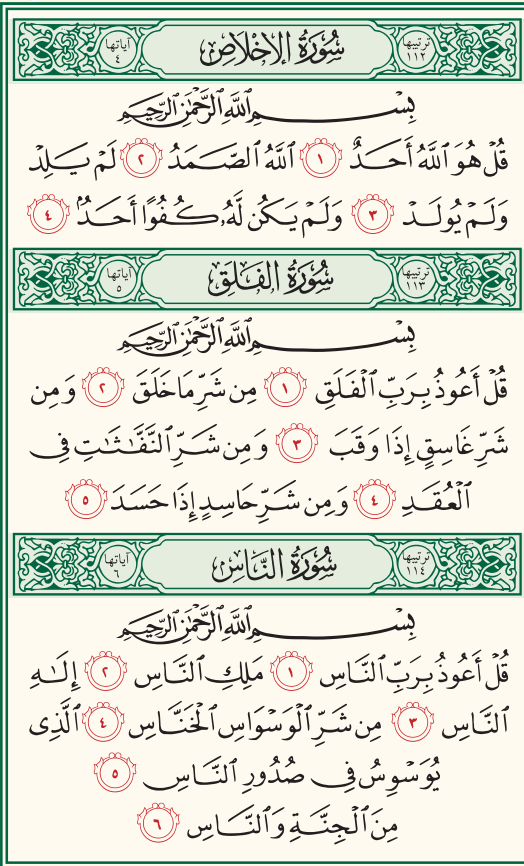 ترتيبها ١١٢ سُورَةُ الإِخْلَاصِ آياتها ٤
بِسْمِ ٱللَّهِ ٱلرَّحْمَٰنِ ٱلرَّحِيمِ
قُلْ هُوَ ٱللَّهُ أَحَدٌ ١ ٱللَّهُ ٱلصَّمَدُ ٢ لَمْ يَلِدْ
وَلَمْ يُولَدْ ٣ وَلَمْ يَكُن لَّهُۥ كُفُوًا أَحَدٌۢ ٤
ترتيبها ١١٣ سُورَةُ الفَلَقِ آياتها ٥
بِسْمِ ٱللَّهِ ٱلرَّحْمَٰنِ ٱلرَّحِيمِ
قُلْ أَعُوذُ بِرَبِّ ٱلْفَلَقِ ١ مِن شَرِّ مَا خَلَقَ ٢ وَمِن
شَرِّ غَاسِقٍ إِذَا وَقَبَ ٣ وَمِن شَرِّ ٱلنَّفَّٰثَٰتِ فِى
ٱلْعُقَدِ ٤ وَمِن شَرِّ حَاسِدٍ إِذَا حَسَدَ ٥
ترتيبها ١١٤ سُورَةُ النَّاسِ آياتها ٦
بِسْمِ ٱللَّهِ ٱلرَّحْمَٰنِ ٱلرَّحِيمِ
قُلْ أَعُوذُ بِرَبِّ ٱلنَّاسِ ١ مَلِكِ ٱلنَّاسِ ٢ إِلَٰهِ
ٱلنَّاسِ ٣ مِن شَرِّ ٱلْوَسْوَاسِ ٱلْخَنَّاسِ ٤ ٱلَّذِى
يُوَسْوِسُ فِى صُدُورِ ٱلنَّاسِ ٥
مِنَ ٱلْجِنَّةِ وَٱلنَّاسِ ٦